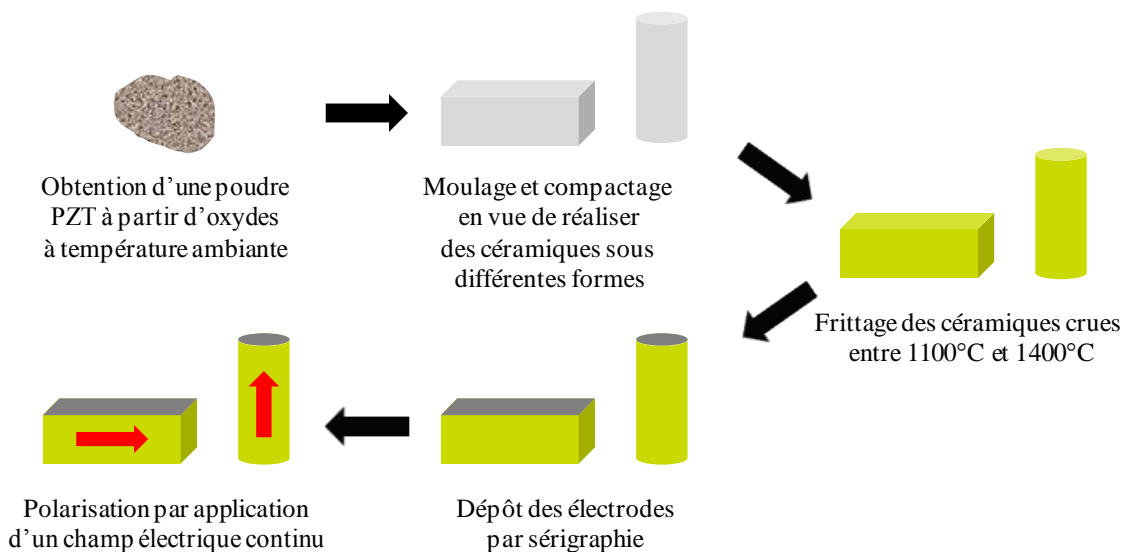 Obtention d'une poudre
PZT à partir d'oxydes
à température ambiante
Moulage et compactage
en vue de réaliser
des céramiques sous
différentes formes
Frittage des céramiques crues
entre 1100°C et 1400°C
Dépôt des électrodes
par sérigraphie
Polarisation par application
d'un champ électrique continu